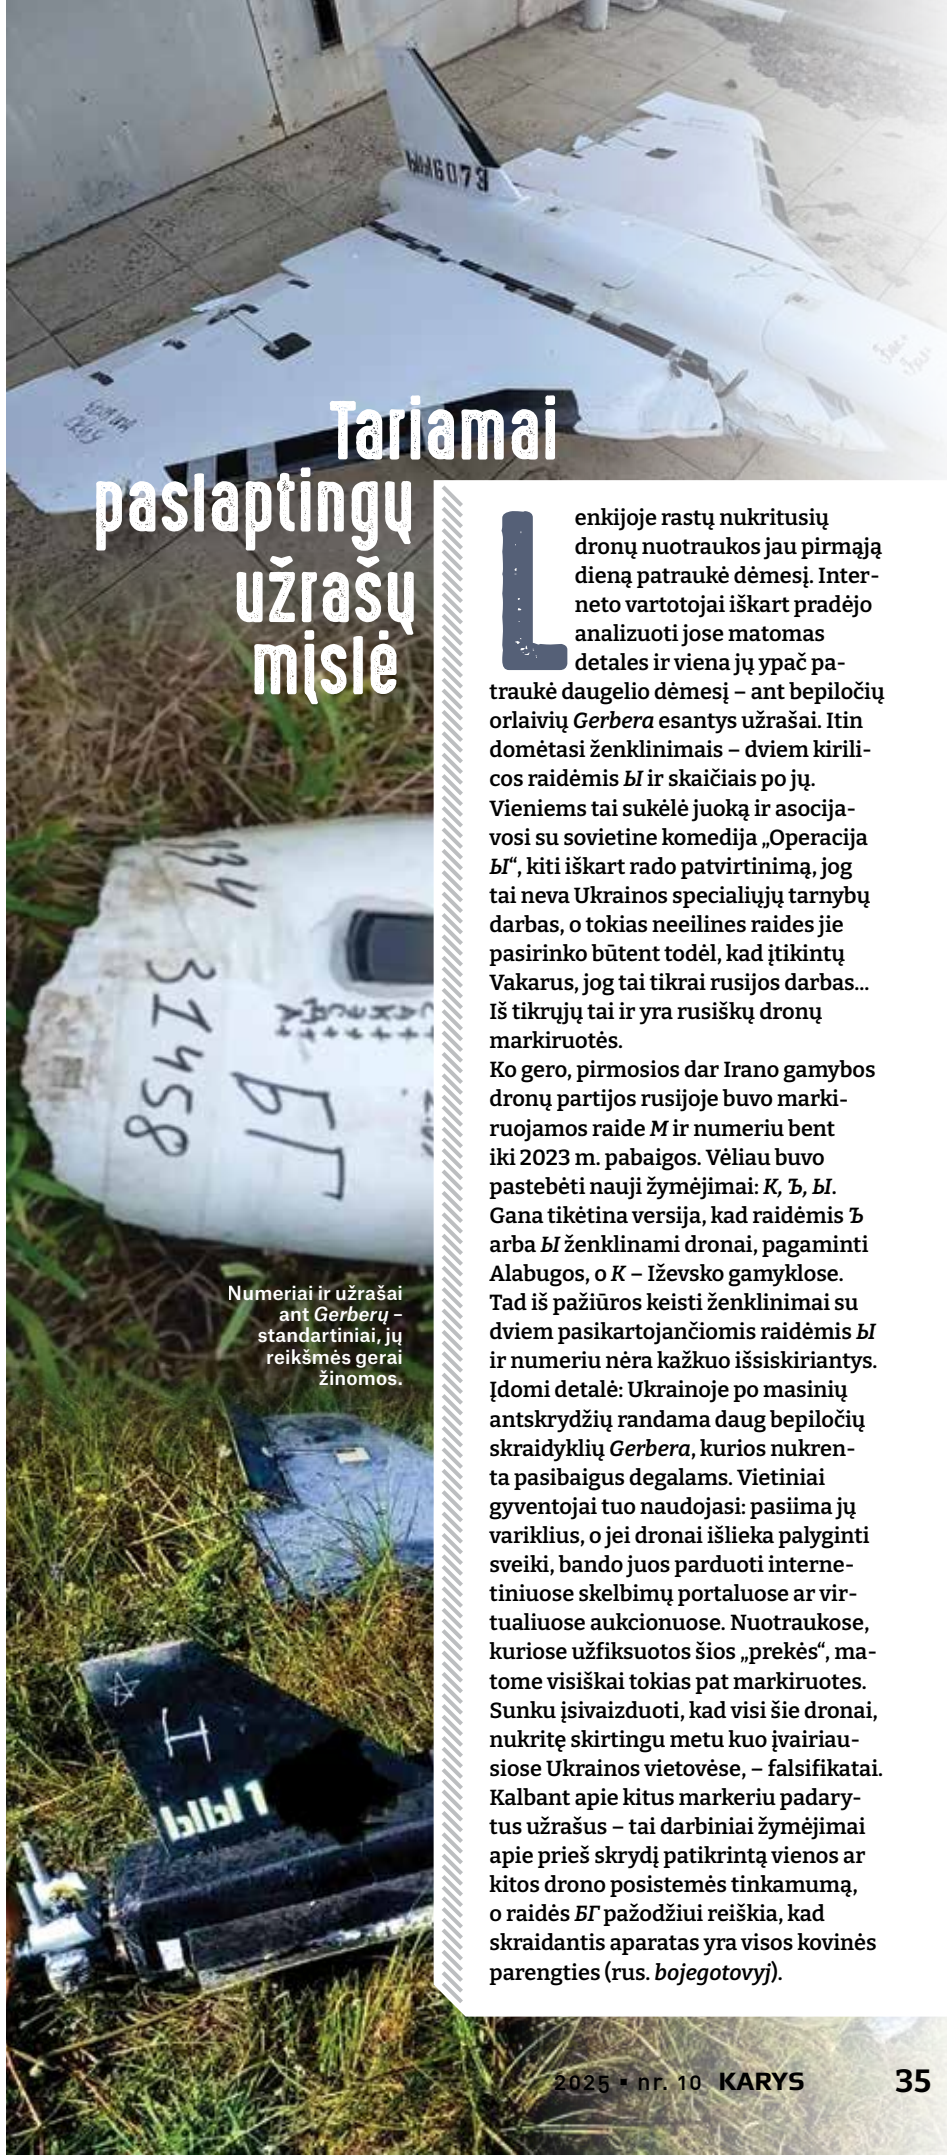 ЫЫ6073
Tariamai
paslaptingų
užrašų
mįslė
Lenkijoje rastų nukritusių
dronų nuotraukos jau pirmąją
dieną patraukė dėmesį. Inter-
neto vartotojai iškart pradėjo
analizuoti jose matomas
detales ir viena jų ypač pa-
traukė daugelio dėmesį – ant bepiločių
orlaivių Gerbera esantys užrašai. Itin
domėtasi ženklinimais – dviem kirili-
cos raidėmis Ы ir skaičiais po jų.
Vieniems tai sukėlė juoką ir asocija-
vosi su sovietine komedija „Operacija
Ы“, kiti iškart rado patvirtinimą, jog
tai neva Ukrainos specialiųjų tarnybų
darbas, o tokias neeilines raides jie
pasirinko būtent todėl, kad įtikintų
Vakarus, jog tai tikrai rusijos darbas...
Iš tikrųjų tai ir yra rusiškų dronų
markiruotės.
Ko gero, pirmosios dar Irano gamybos
dronų partijos rusijoje buvo marki-
ruojamos raide M ir numeriu bent
iki 2023 m. pabaigos. Vėliau buvo
pastebėti nauji žymėjimai: K, Ъ, Ы.
Gana tikėtina versija, kad raidėmis Ъ
arba Ы ženklinami dronai, pagaminti
Alabugos, o K – Iževsko gamyklose.
Tad iš pažiūros keisti ženklinimai su
dviem pasikartojančiomis raidėmis Ы
ir numeriu nėra kažkuo išsiskiriantys.
Įdomi detalė: Ukrainoje po masinių
antskrydžių randama daug bepiločių
skraidyklių Gerbera, kurios nukren-
ta pasibaigus degalams. Vietiniai
gyventojai tuo naudojasi: pasiima jų
variklius, o jei dronai išlieka palyginti
sveiki, bando juos parduoti interne-
tiniuose skelbimų portaluose ar vir-
tualiuose aukcionuose. Nuotraukose,
kuriose užfiksuotos šios „prekės“, ma-
tome visiškai tokias pat markiruotes.
Sunku įsivaizduoti, kad visi šie dronai,
nukritę skirtingu metu kuo įvairiau-
siose Ukrainos vietovėse, – falsifikatai.
Kalbant apie kitus markeriu padary-
tus užrašus – tai darbiniai žymėjimai
apie prieš skrydį patikrintą vienos ar
kitos drono posistemės tinkamumą,
o raidės БГ pažodžiui reiškia, kad
skraidantis aparatas yra visos kovinės
parengties (rus. bojegotovyj).
34
31458
БГ
Numeriai ir užrašai
ant Gerberų –
standartiniai, jų
reikšmės gerai
žinomos.
Н
ЫЫ1
2025 ▪ nr. 10 KARYS 35